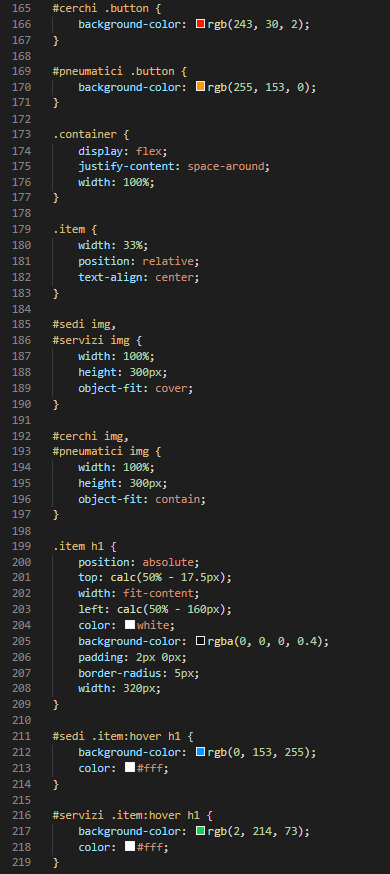 165 #cerchi .button {
166     background-color: rgb(243, 30, 2);
167 }
168
169 #pneumatici .button {
170     background-color: rgb(255, 153, 0);
171 }
172
173 .container {
174     display: flex;
175     justify-content: space-around;
176     width: 100%;
177 }
178
179 .item {
180     width: 33%;
181     position: relative;
182     text-align: center;
183 }
184
185 #sedi img,
186 #servizi img {
187     width: 100%;
188     height: 300px;
189     object-fit: cover;
190 }
191
192 #cerchi img,
193 #pneumatici img {
194     width: 100%;
195     height: 300px;
196     object-fit: contain;
197 }
198
199 .item h1 {
200     position: absolute;
201     top: calc(50% - 17.5px);
202     width: fit-content;
203     left: calc(50% - 160px);
204     color: white;
205     background-color: rgba(0, 0, 0, 0.4);
206     padding: 2px 0px;
207     border-radius: 5px;
208     width: 320px;
209 }
210
211 #sedi .item:hover h1 {
212     background-color: rgb(0, 153, 255);
213     color: #fff;
214 }
215
216 #servizi .item:hover h1 {
217     background-color: rgb(2, 214, 73);
218     color: #fff;
219 }